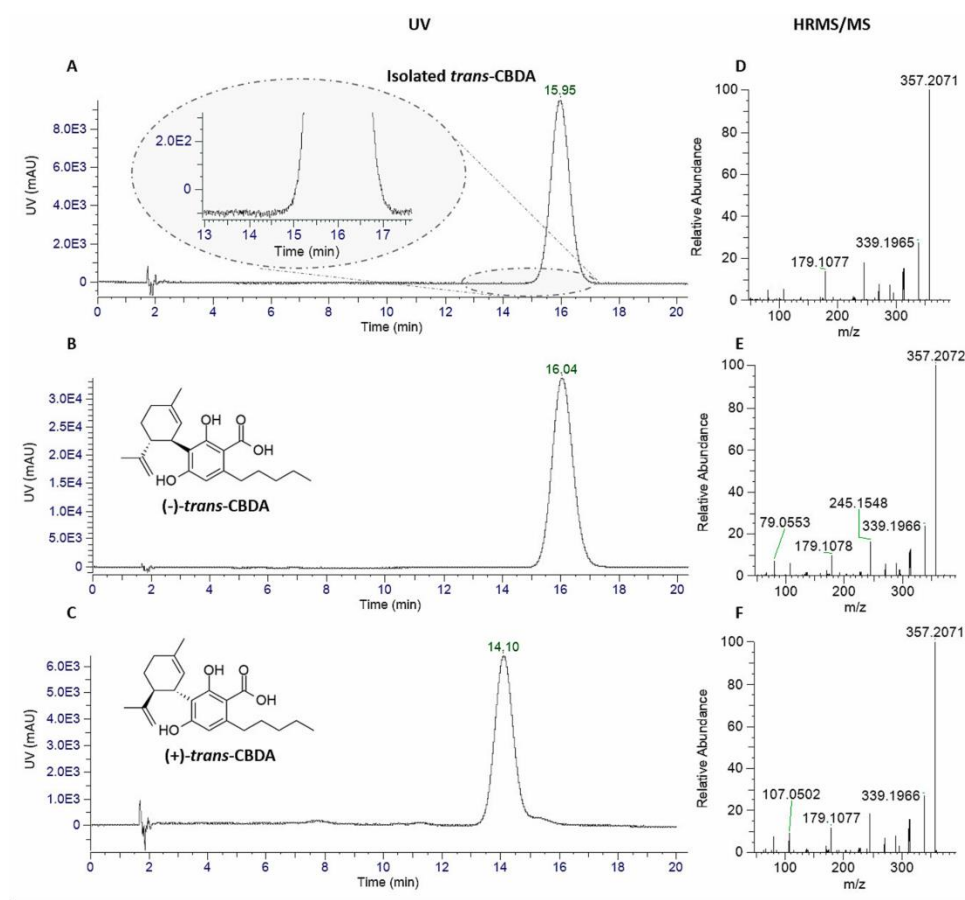 UV
HRMS/MS
A
Isolated trans-CBDA
15,95
8.0E3
6.0E3
4.0E3
2.0E3
0
UV (mAU)
2.0E2
0
13 14 15 16 17
Time (min)
0 2 4 6 8 10 12 14 16 18 20
Time (min)
D
357.2071
100
80
60
40
20
0
Relative Abundance
339.1965
179.1077
100 200 300
m/z
B
16,04
3.0E4
2.5E4
2.0E4
1.5E4
1.0E4
5.0E3
0
UV (mAU)
OH
O
OH
HO
(-)-trans-CBDA
0 2 4 6 8 10 12 14 16 18 20
Time (min)
E
357.2072
100
80
60
40
20
0
Relative Abundance
245.1548
79.0553
339.1966
179.1078
100 200 300
m/z
C
14,10
6.0E3
5.0E3
4.0E3
3.0E3
2.0E3
1.0E3
0
UV (mAU)
OH
O
OH
HO
(+)-trans-CBDA
0 2 4 6 8 10 12 14 16 18 20
Time (min)
F
357.2071
100
80
60
40
20
0
Relative Abundance
107.0502
339.1966
179.1077
100 200 300
m/z